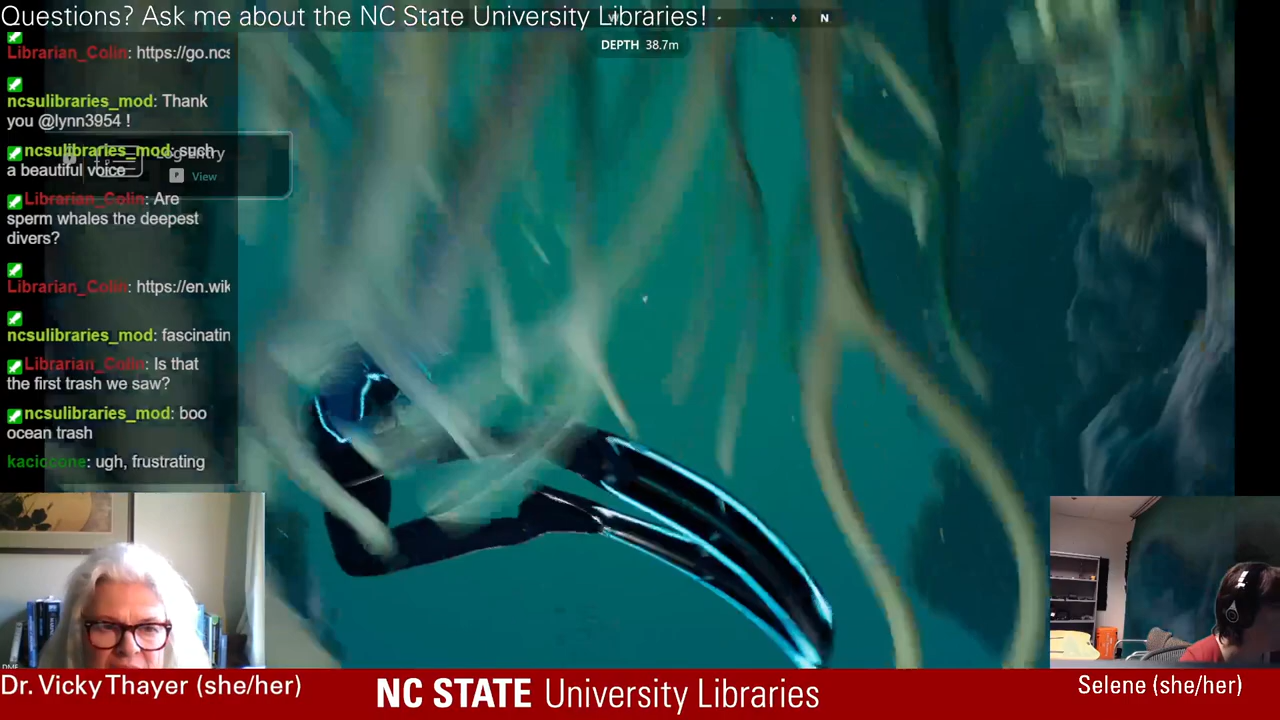 Questions? Ask me about the NC State University Libraries!
N
DEPTH 38.7m
Librarian_Colin: https://go.ncs
ncsulibraries_mod: Thank
you @lynn3954 !
ncsulibraries_mod: such
a beautiful voice
Log Entry
View
Librarian_Colin: Are
sperm whales the deepest
divers?
Librarian_Colin: https://en.wik
ncsulibraries_mod: fascinatin
Librarian_Colin: Is that
the first trash we saw?
ncsulibraries_mod: boo
ocean trash
kaciccone: ugh, frustrating
Dr. Vicky Thayer (she/her)
NC STATE University Libraries
Selene (she/her)